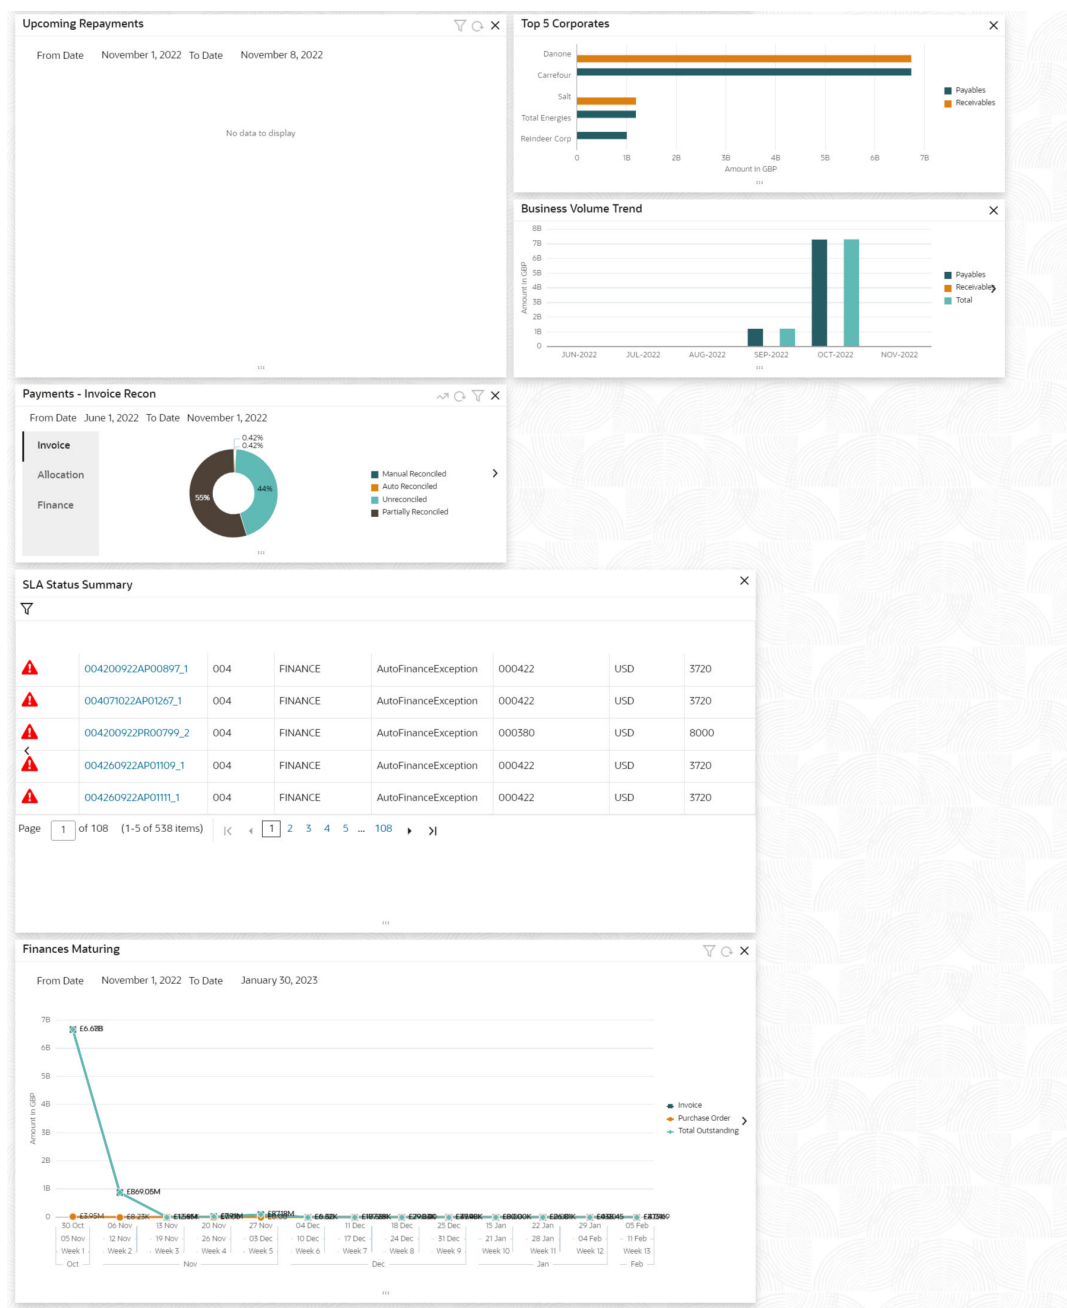 Upcoming Repayments
From Date November 1, 2022 To Date November 8, 2022
No data to display
Top 5 Corporates
Danone
Carrefour
Salt
Total Energies
Reindeer Corp
0 1B 2B 3B 4B 5B 6B 7B
Amount in GBP
Payables
Receivables
Business Volume Trend
8B
7B
6B
5B
4B
3B
2B
1B
0
Amount in GBP
JUN-2022 JUL-2022 AUG-2022 SEP-2022 OCT-2022 NOV-2022
Payables
Receivables
Total
Payments - Invoice Recon
From Date June 1, 2022 To Date November 1, 2022
Invoice
Allocation
Finance
0.42%
0.42%
44%
55%
Manual Reconciled
Auto Reconciled
Unreconciled
Partially Reconciled
SLA Status Summary
004200922AP00897_1 004 FINANCE AutoFinanceException 000422 USD 3720
004071022AP01267_1 004 FINANCE AutoFinanceException 000422 USD 3720
004200922PR00799_2 004 FINANCE AutoFinanceException 000380 USD 8000
004260922AP01109_1 004 FINANCE AutoFinanceException 000422 USD 3720
004260922AP01111_1 004 FINANCE AutoFinanceException 000422 USD 3720
Page 1 of 108 (1-5 of 538 items) 1 2 3 4 5 ... 108
Finances Maturing
From Date November 1, 2022 To Date January 30, 2023
7B
6B
5B
4B
3B
2B
1B
0
Amount in GBP
£869.05M
£3.95M £8.23K
30 Oct 06 Nov 13 Nov 20 Nov 27 Nov 04 Dec 11 Dec 18 Dec 25 Dec 15 Jan 22 Jan 29 Jan 05 Feb
05 Nov - 12 Nov - 19 Nov - 26 Nov - 03 Dec - 10 Dec - 17 Dec - 24 Dec - 31 Dec - 21 Jan - 28 Jan - 04 Feb - 11 Feb
Week 1 Week 2 Week 3 Week 4 Week 5 Week 6 Week 7 Week 8 Week 9 Week 10 Week 11 Week 12 Week 13
Oct Nov Dec Jan Feb
Invoice
Purchase Order
Total Outstanding